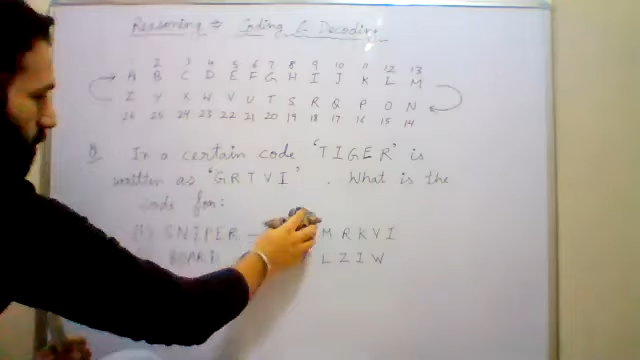 Reasoning ⇒ Coding & Decoding
1 2 3 4 5 6 7 8 9 10 11 12 13
A B C D E F G H I J K L M
Z Y X W V U T S R Q P O N
26 25 24 23 22 21 20 19 18 17 16 15 14
Q In a certain code 'TIGER' is
written as 'GRTVI' . What is the
code for:
SNIPER — MRKVI
BOARD LZIW